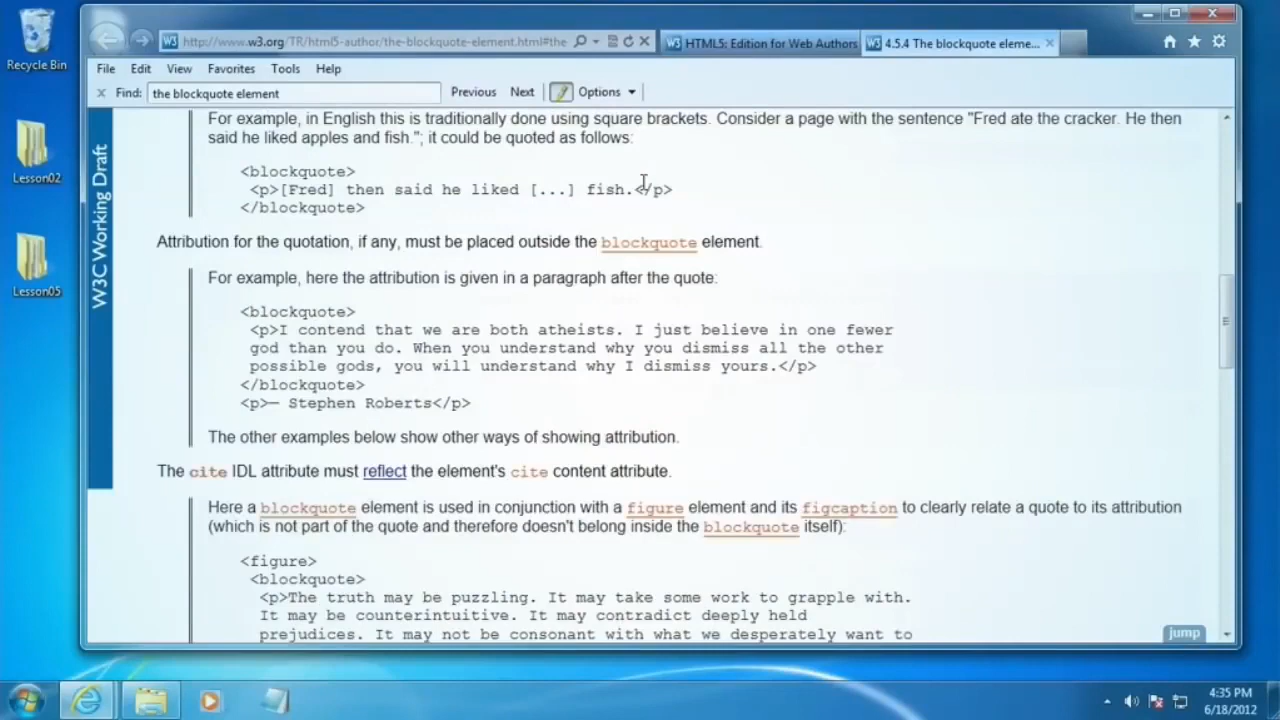 Recycle Bin
Lesson02
Lesson05
http://www.w3.org/TR/html5-author/the-blockquote-element.html#the
HTML5: Edition for Web Authors
4.5.4 The blockquote eleme...
File Edit View Favorites Tools Help
Find: the blockquote element Previous Next Options
W3C Working Draft
For example, in English this is traditionally done using square brackets. Consider a page with the sentence "Fred ate the cracker. He then
said he liked apples and fish."; it could be quoted as follows:
<blockquote>
<p>[Fred] then said he liked [...] fish.</p>
</blockquote>
Attribution for the quotation, if any, must be placed outside the blockquote element.
For example, here the attribution is given in a paragraph after the quote:
<blockquote>
<p>I contend that we are both atheists. I just believe in one fewer
god than you do. When you understand why you dismiss all the other
possible gods, you will understand why I dismiss yours.</p>
</blockquote>
<p>— Stephen Roberts</p>
The other examples below show other ways of showing attribution.
The cite IDL attribute must reflect the element's cite content attribute.
Here a blockquote element is used in conjunction with a figure element and its figcaption to clearly relate a quote to its attribution
(which is not part of the quote and therefore doesn't belong inside the blockquote itself):
<figure>
<blockquote>
<p>The truth may be puzzling. It may take some work to grapple with.
It may be counterintuitive. It may contradict deeply held
prejudices. It may not be consonant with what we desperately want to
jump
4:35 PM
6/18/2012